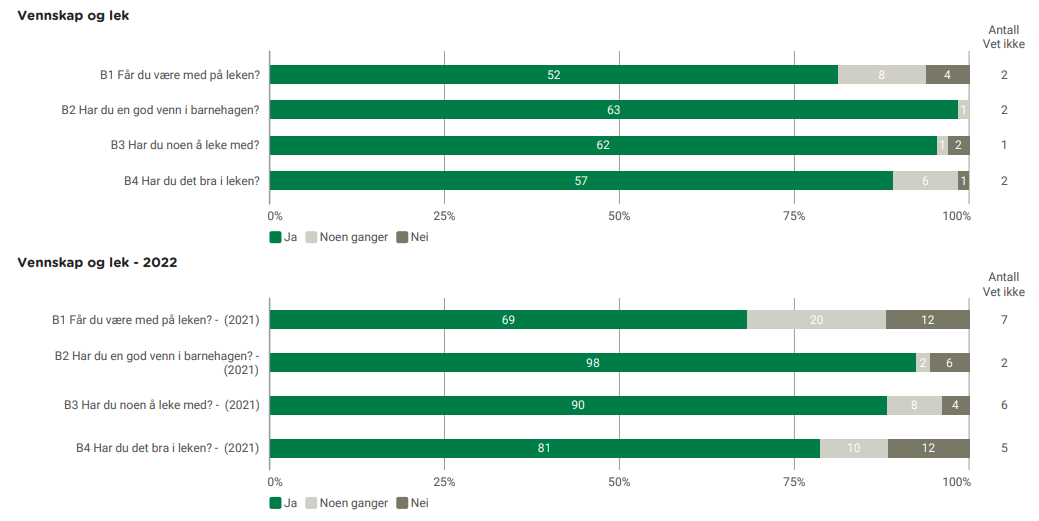 Vennskap og lek
Antall
Vet ikke
B1 Får du være med på leken? 52 8 4 2
B2 Har du en god venn i barnehagen? 63 1 2
B3 Har du noen å leke med? 62 1 2 1
B4 Har du det bra i leken? 57 6 1 2
0% 25% 50% 75% 100%
Ja Noen ganger Nei
Vennskap og lek - 2022
Antall
Vet ikke
B1 Får du være med på leken? - (2021) 69 20 12 7
B2 Har du en god venn i barnehagen? -
(2021) 98 2 6 2
B3 Har du noen å leke med? - (2021) 90 8 4 6
B4 Har du det bra i leken? - (2021) 81 10 12 5
0% 25% 50% 75% 100%
Ja Noen ganger Nei